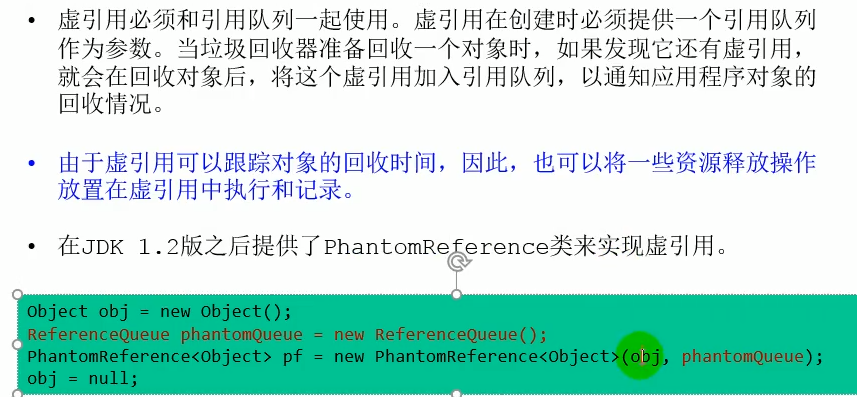 • 虚引用必须和引用队列一起使用。虚引用在创建时必须提供一个引用队列
作为参数。当垃圾回收器准备回收一个对象时，如果发现它还有虚引用，
就会在回收对象后，将这个虚引用加入引用队列，以通知应用程序对象的
回收情况。
• 由于虚引用可以跟踪对象的回收时间，因此，也可以将一些资源释放操作
放置在虚引用中执行和记录。
• 在JDK 1.2版之后提供了PhantomReference类来实现虚引用。
Object obj = new Object();
ReferenceQueue phantomQueue = new ReferenceQueue();
PhantomReference<Object> pf = new PhantomReference<Object>(obj, phantomQueue);
obj = null;